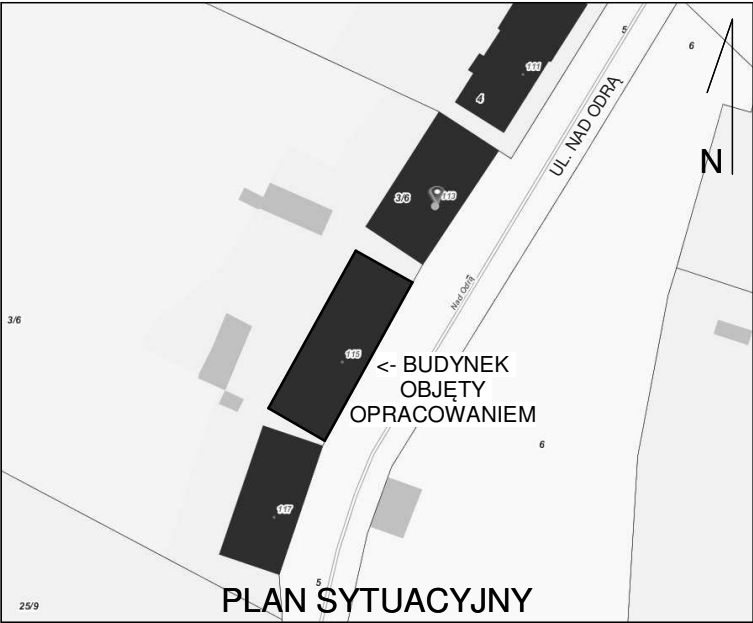 5
6
111
4
UL. NAD ODRĄ
N
3/6
113
Nad Odrą
3/6
115
<- BUDYNEK
OBJĘTY
OPRACOWANIEM
6
117
5
PLAN SYTUACYJNY
25/9